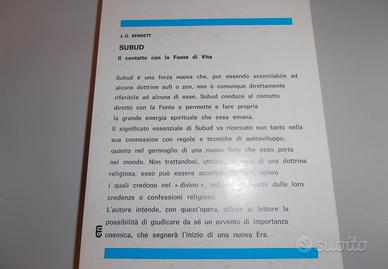 J.-G. BENNETT
SUBUD
Il contatto con la Fonte di Vita
Subud è una forza nuova che, pur essendo assimilabile ad
alcune dottrine sufi o zen, non è comunque direttamente
riferibile ad alcuna di esse. Subud conduce al contatto
diretto con la Fonte e permette e fare propria
la grande energia spirituale che essa emana.
Il significato essenziale di Subud va ricercato non tanto nella
sua connessione con regole e tecniche di autosviluppo,
quanto nel germoglio di una nuova fede che esso porta
nel mondo. Non trattandosi, di una dottrina
religiosa, esso può essere coloro
i quali credono nel « divino », dalle loro
credenze o confessioni religiose.
L'autore intende, con quest'opera, offrire al lettore la
possibilità di giudicare da sé un avvento di importanza
cosmica, che segnerà l'inizio di una nuova Era.
subito